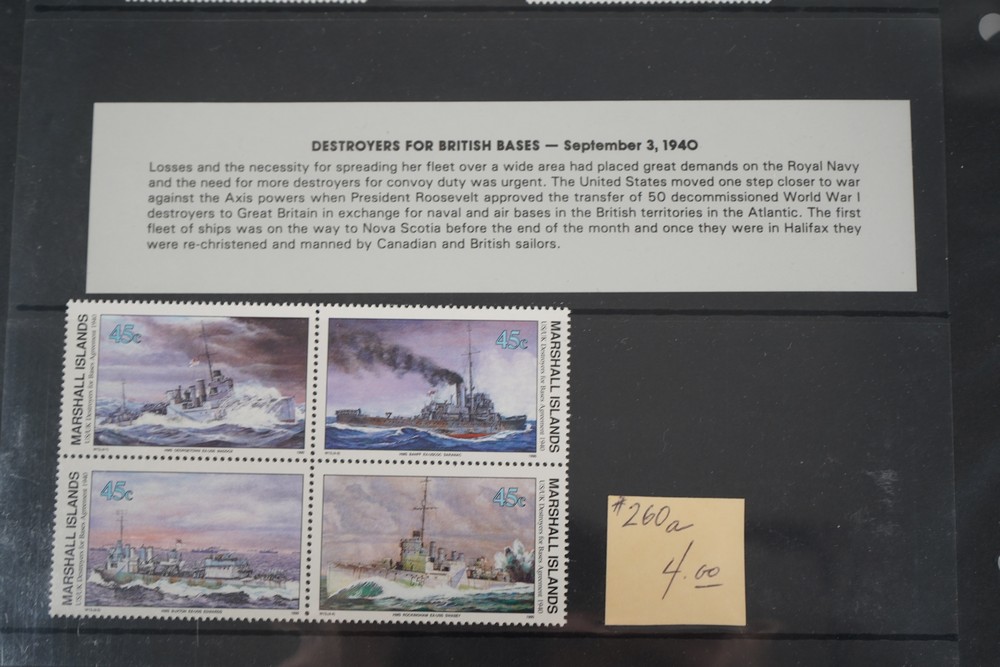 DESTROYERS FOR BRITISH BASES — September 3, 1940
Losses and the necessity for spreading her fleet over a wide area had placed great demands on the Royal Navy
and the need for more destroyers for convoy duty was urgent. The United States moved one step closer to war
against the Axis powers when President Roosevelt approved the transfer of 50 decommissioned World War I
destroyers to Great Britain in exchange for naval and air bases in the British territories in the Atlantic. The first
fleet of ships was on the way to Nova Scotia before the end of the month and once they were in Halifax they
were re-christened and manned by Canadian and British sailors.
MARSHALL ISLANDS
US/UK Destroyers for Bases Agreement 1940
45c
45c
MARSHALL ISLANDS
US/UK Destroyers for Bases Agreement 1940
MARSHALL ISLANDS
US/UK Destroyers for Bases Agreement 1940
45c
45c
MARSHALL ISLANDS
US/UK Destroyers for Bases Agreement 1940
#260a
4.00